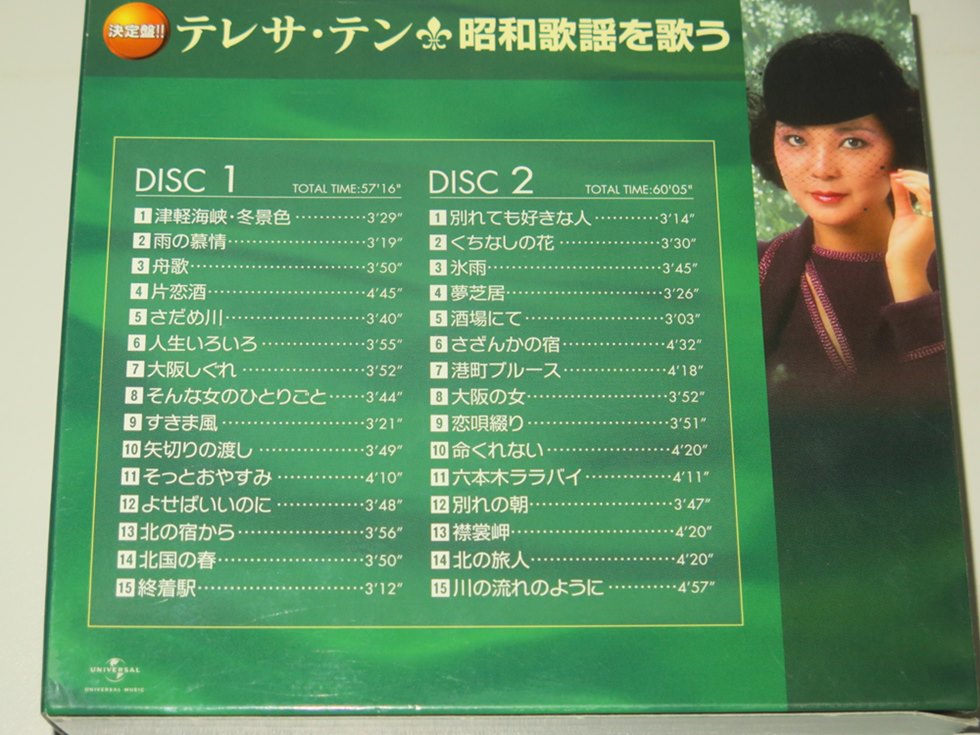 決定盤!!
テレサ・テン⚜昭和歌謡を歌う
DISC 1 TOTAL TIME:57'16"
1 津軽海峡・冬景色 …………3'29"
2 雨の慕情…………………3'19"
3 舟歌………………………3'50"
4 片恋酒……………………4'45"
5 さだめ川…………………3'40"
6 人生いろいろ……………3'55"
7 大阪しぐれ ………………3'52"
8 そんな女のひとりごと……3'44"
9 すきま風…………………3'21"
10 矢切りの渡し ……………3'49"
11 そっとおやすみ …………4'10"
12 よせばいいのに …………3'48"
13 北の宿から………………3'56"
14 北国の春…………………3'50"
15 終着駅……………………3'12"
DISC 2 TOTAL TIME:60'05"
1 別れても好きな人…………3'14"
2 くちなしの花 ……………3'30"
3 氷雨………………………3'45"
4 夢芝居……………………3'26"
5 酒場にて…………………3'03"
6 さざんかの宿……………4'32"
7 港町ブルース……………4'18"
8 大阪の女…………………3'52"
9 恋唄綴り…………………3'51"
10 命くれない ………………4'20"
11 六本木ララバイ …………4'11"
12 別れの朝…………………3'47"
13 襟裳岬……………………4'20"
14 北の旅人…………………4'20"
15 川の流れのように …………4'57"
UNIVERSAL
UNIVERSAL MUSIC